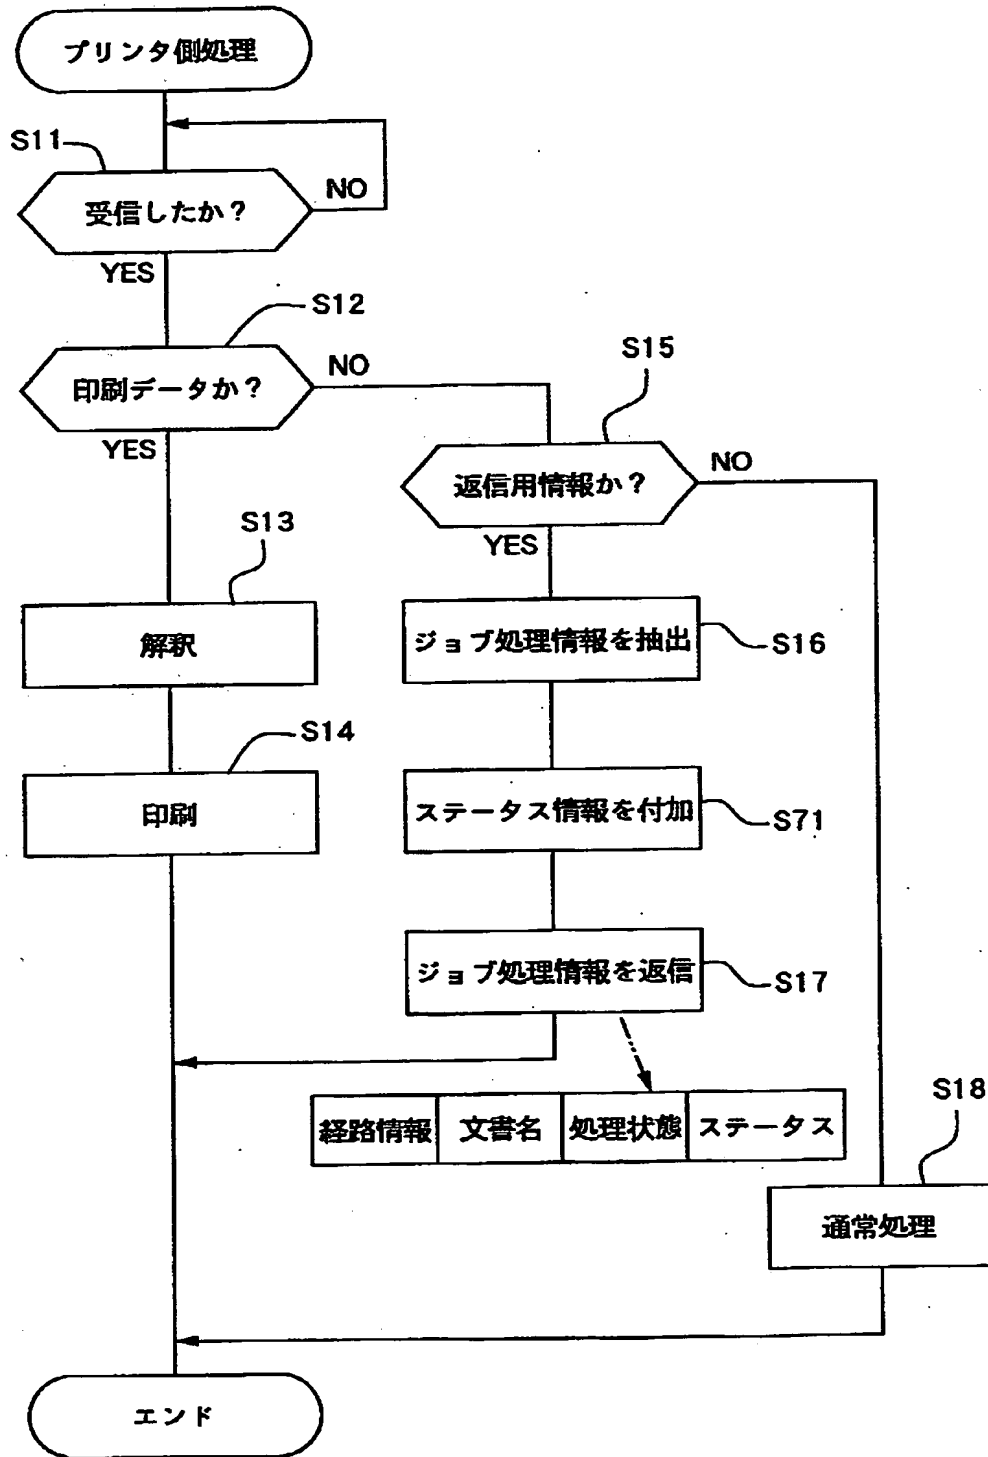 プリンタ側処理
S11
受信したか？
NO
YES
S12
印刷データか？
NO
YES
S15
返信用情報か？
NO
YES
S13
解釈
ジョブ処理情報を抽出
S16
S14
印刷
ステータス情報を付加
S71
ジョブ処理情報を返信
S17
経路情報 文書名 処理状態 ステータス
S18
通常処理
エンド